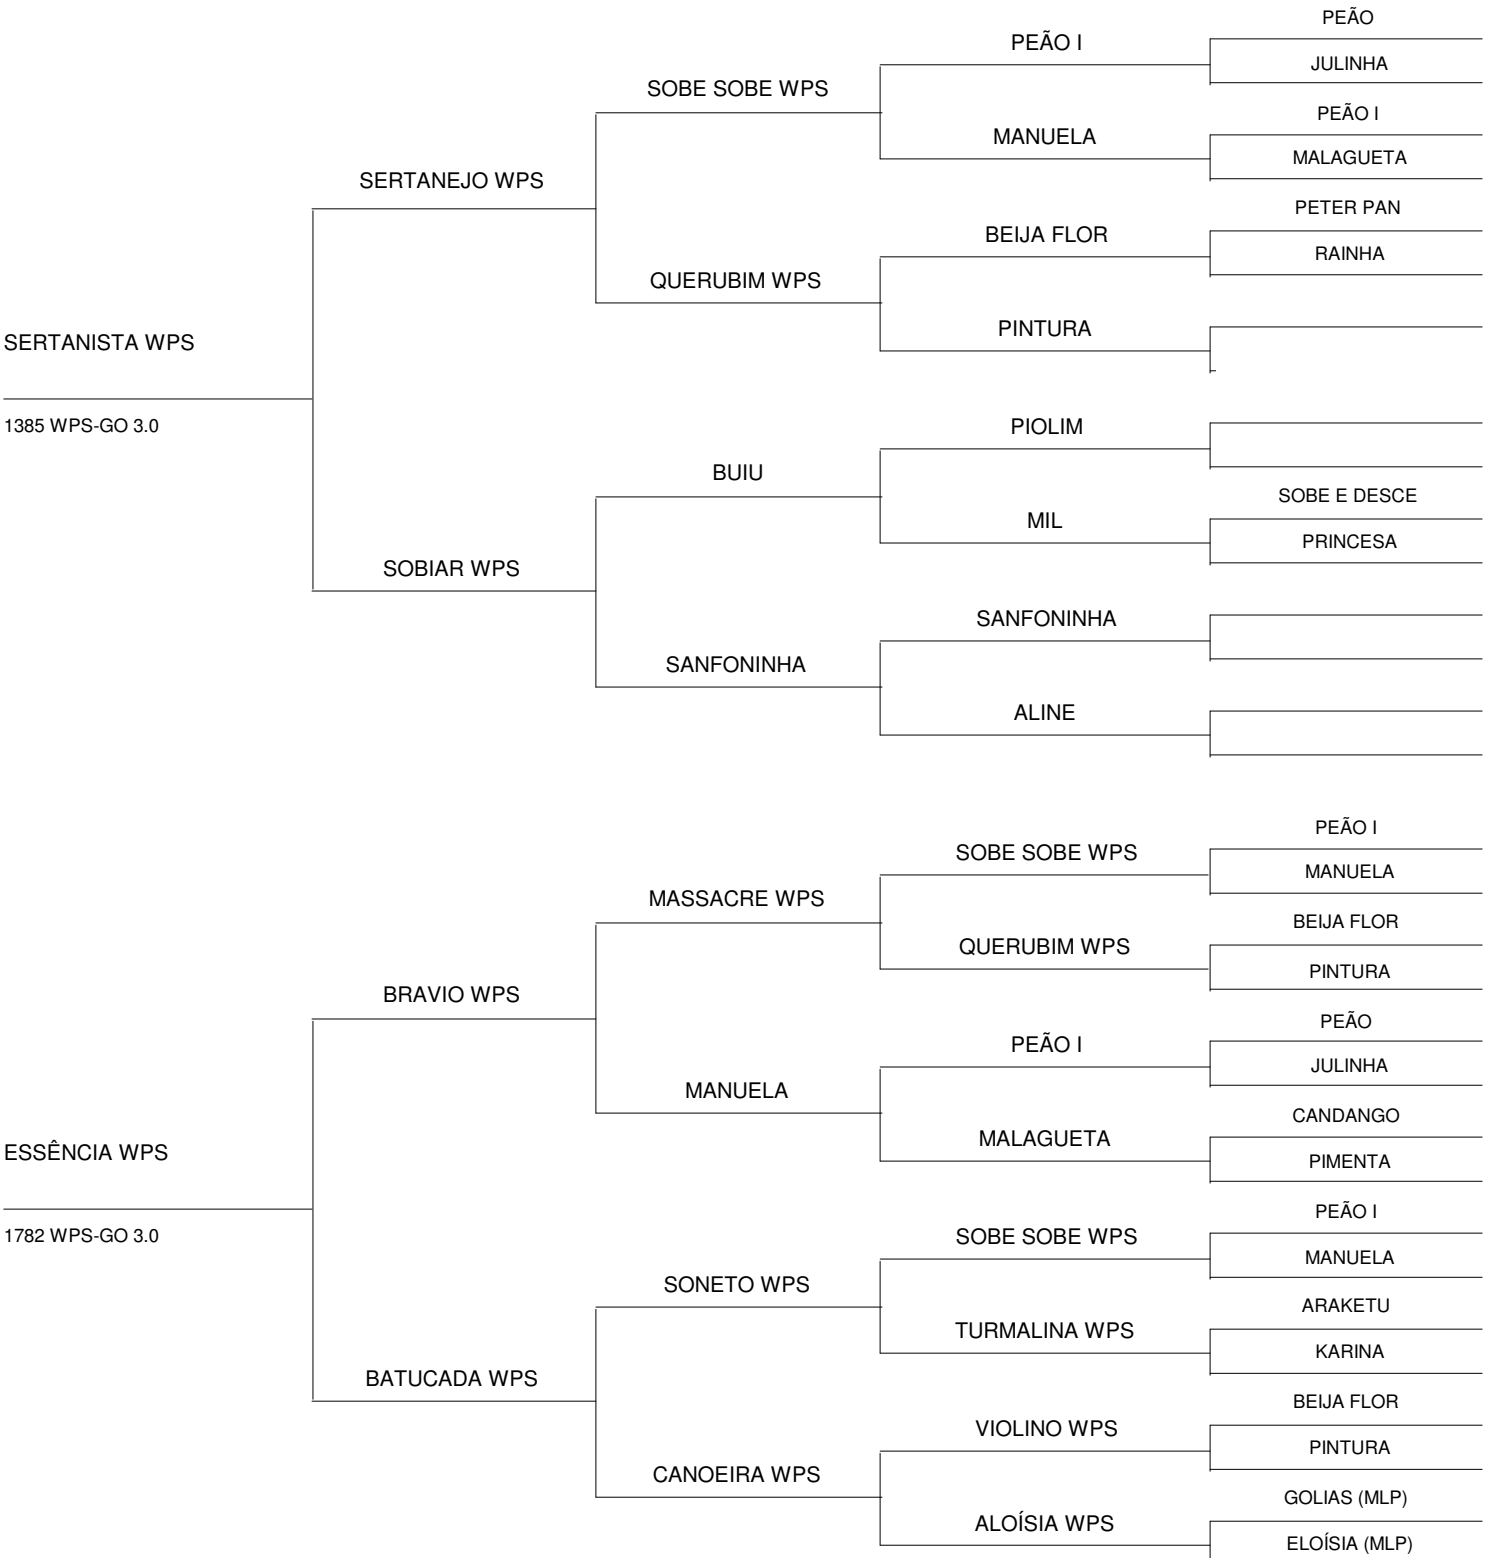 PEÃO
PEÃO I
JULINHA
SOBE SOBE WPS
PEÃO I
MANUELA
MALAGUETA
SERTANEJO WPS
PETER PAN
BEIJA FLOR
RAINHA
QUERUBIM WPS
PINTURA
SERTANISTA WPS
1385 WPS-GO 3.0
PIOLIM
BUIU
SOBE E DESCE
MIL
PRINCESA
SOBIAR WPS
SANFONINHA
SANFONINHA
ALINE
PEÃO I
SOBE SOBE WPS
MANUELA
MASSACRE WPS
BEIJA FLOR
QUERUBIM WPS
PINTURA
BRAVIO WPS
PEÃO
PEÃO I
JULINHA
MANUELA
CANDANGO
MALAGUETA
PIMENTA
ESSÊNCIA WPS
1782 WPS-GO 3.0
PEÃO I
SOBE SOBE WPS
MANUELA
SONETO WPS
ARAKETU
TURMALINA WPS
KARINA
BATUCADA WPS
BEIJA FLOR
VIOLINO WPS
PINTURA
CANOEIRA WPS
GOLIAS (MLP)
ALOÍSIA WPS
ELOÍSIA (MLP)